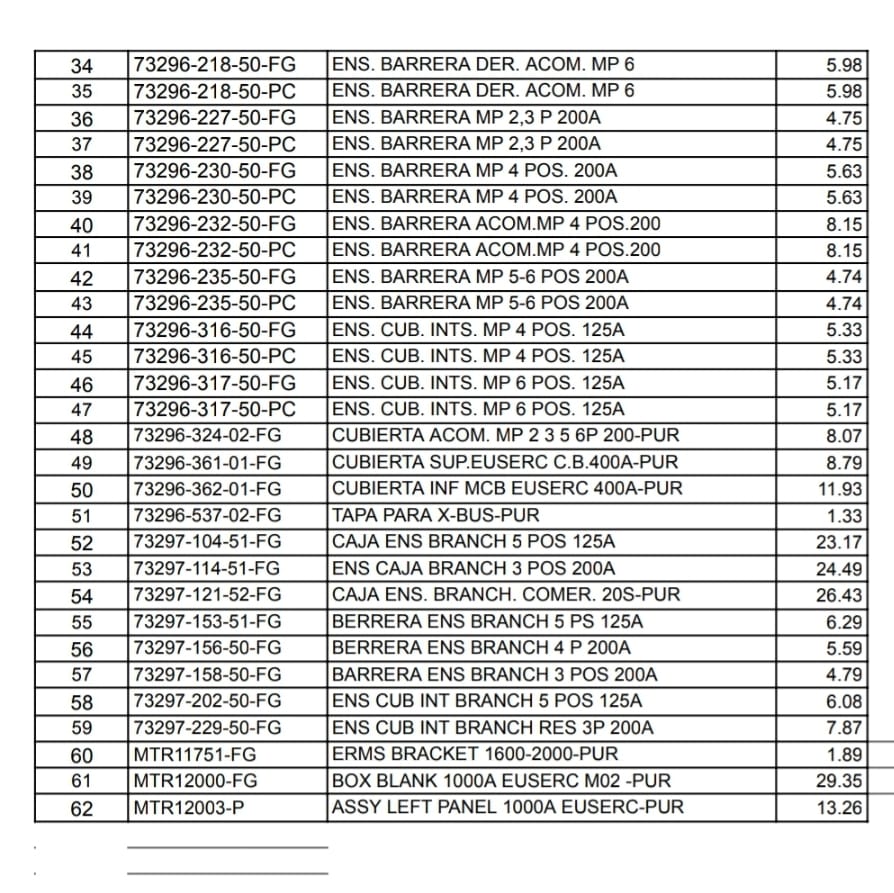 34 73296-218-50-FG ENS. BARRERA DER. ACOM. MP 6 5.98
35 73296-218-50-PC ENS. BARRERA DER. ACOM. MP 6 5.98
36 73296-227-50-FG ENS. BARRERA MP 2,3 P 200A 4.75
37 73296-227-50-PC ENS. BARRERA MP 2,3 P 200A 4.75
38 73296-230-50-FG ENS. BARRERA MP 4 POS. 200A 5.63
39 73296-230-50-PC ENS. BARRERA MP 4 POS. 200A 5.63
40 73296-232-50-FG ENS. BARRERA ACOM.MP 4 POS.200 8.15
41 73296-232-50-PC ENS. BARRERA ACOM.MP 4 POS.200 8.15
42 73296-235-50-FG ENS. BARRERA MP 5-6 POS 200A 4.74
43 73296-235-50-PC ENS. BARRERA MP 5-6 POS 200A 4.74
44 73296-316-50-FG ENS. CUB. INTS. MP 4 POS. 125A 5.33
45 73296-316-50-PC ENS. CUB. INTS. MP 4 POS. 125A 5.33
46 73296-317-50-FG ENS. CUB. INTS. MP 6 POS. 125A 5.17
47 73296-317-50-PC ENS. CUB. INTS. MP 6 POS. 125A 5.17
48 73296-324-02-FG CUBIERTA ACOM. MP 2 3 5 6P 200-PUR 8.07
49 73296-361-01-FG CUBIERTA SUP.EUSERC C.B.400A-PUR 8.79
50 73296-362-01-FG CUBIERTA INF MCB EUSERC 400A-PUR 11.93
51 73296-537-02-FG TAPA PARA X-BUS-PUR 1.33
52 73297-104-51-FG CAJA ENS BRANCH 5 POS 125A 23.17
53 73297-114-51-FG ENS CAJA BRANCH 3 POS 200A 24.49
54 73297-121-52-FG CAJA ENS. BRANCH. COMER. 20S-PUR 26.43
55 73297-153-51-FG BERRERA ENS BRANCH 5 PS 125A 6.29
56 73297-156-50-FG BERRERA ENS BRANCH 4 P 200A 5.59
57 73297-158-50-FG BARRERA ENS BRANCH 3 POS 200A 4.79
58 73297-202-50-FG ENS CUB INT BRANCH 5 POS 125A 6.08
59 73297-229-50-FG ENS CUB INT BRANCH RES 3P 200A 7.87
60 MTR11751-FG ERMS BRACKET 1600-2000-PUR 1.89
61 MTR12000-FG BOX BLANK 1000A EUSERC M02 -PUR 29.35
62 MTR12003-P ASSY LEFT PANEL 1000A EUSERC-PUR 13.26